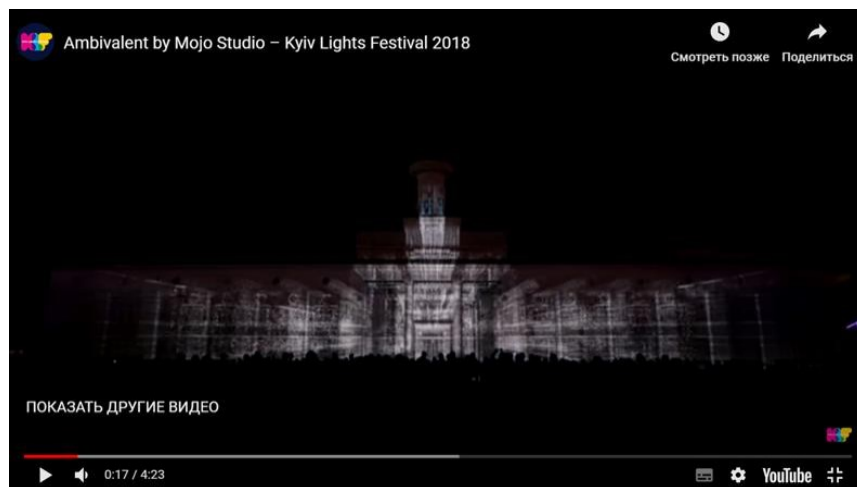 Ambivalent by Mojo Studio – Kyiv Lights Festival 2018
Смотреть позже
Поделиться
ПОКАЗАТЬ ДРУГИЕ ВИДЕО
0:17 / 4:23
YouTube